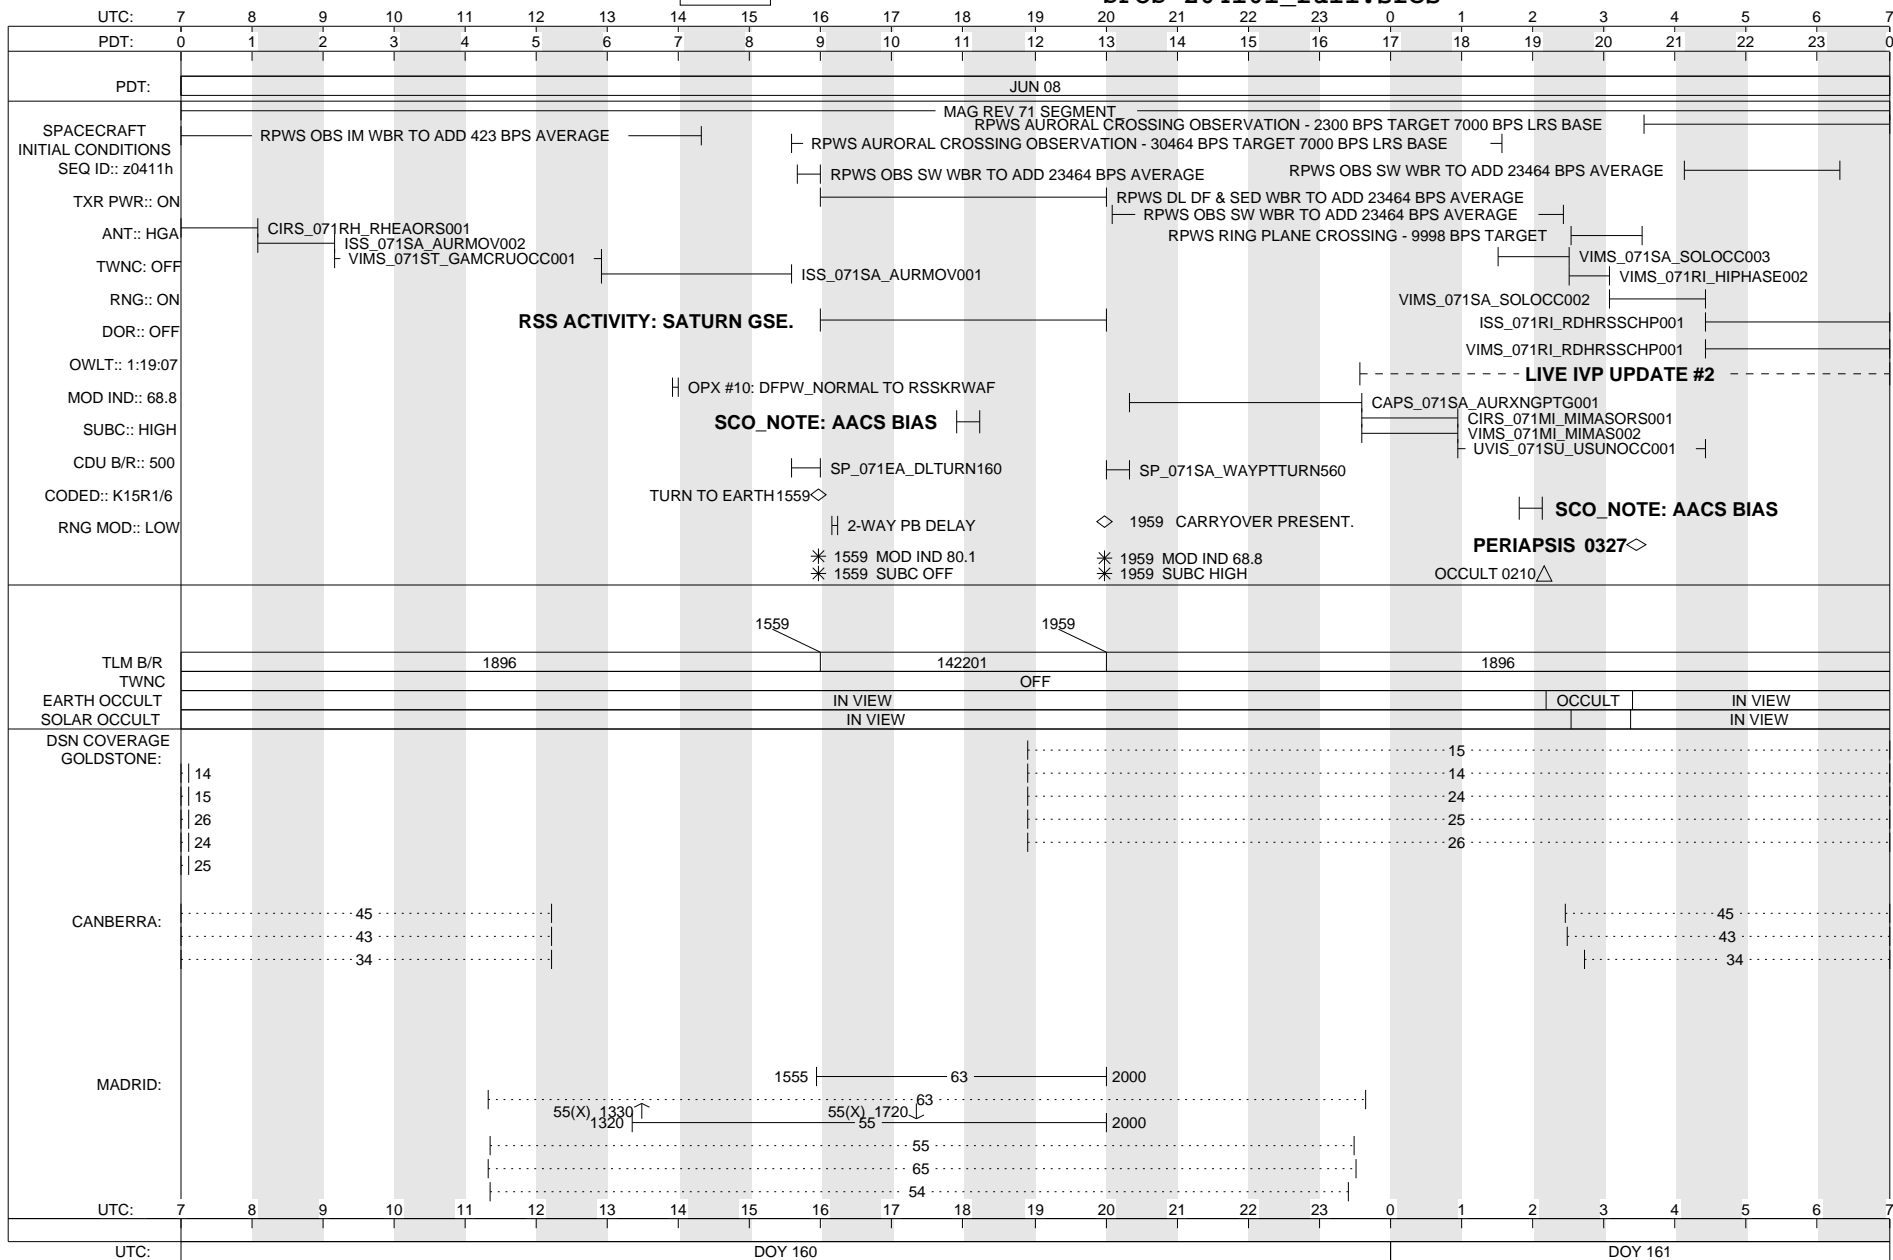 UTC: 7 8 9 10 11 12 13 14 15 16 17 18 19 20 21 22 23 0 1 2 3 4 5 6 7
PDT: 0 1 2 3 4 5 6 7 8 9 10 11 12 13 14 15 16 17 18 19 20 21 22 23 0
PDT: JUN 08
MAG REV 71 SEGMENT
SPACECRAFT
INITIAL CONDITIONS
SEQ ID:: z0411h
TXR PWR:: ON
ANT:: HGA
TWNC: OFF
RNG:: ON
DOR:: OFF
OWLT:: 1:19:07
MOD IND:: 68.8
SUBC:: HIGH
CDU B/R:: 500
CODED:: K15R1/6
RNG MOD:: LOW
RPWS AURORAL CROSSING OBSERVATION - 2300 BPS TARGET 7000 BPS LRS BASE
RPWS OBS IM WBR TO ADD 423 BPS AVERAGE
RPWS AURORAL CROSSING OBSERVATION - 30464 BPS TARGET 7000 BPS LRS BASE
RPWS OBS SW WBR TO ADD 23464 BPS AVERAGE
RPWS OBS SW WBR TO ADD 23464 BPS AVERAGE
RPWS DL DF & SED WBR TO ADD 23464 BPS AVERAGE
RPWS OBS SW WBR TO ADD 23464 BPS AVERAGE
CIRS_071RH_RHEAORS001
RPWS RING PLANE CROSSING - 9998 BPS TARGET
ISS_071SA_AURMOV002
VIMS_071ST_GAMCRUOCC001
VIMS_071SA_SOLOCC003
ISS_071SA_AURMOV001
VIMS_071RI_HIPHASE002
VIMS_071SA_SOLOCC002
RSS ACTIVITY: SATURN GSE.
ISS_071RI_RDHRSSCHP001
VIMS_071RI_RDHRSSCHP001
LIVE IVP UPDATE #2
OPX #10: DFPW_NORMAL TO RSSKRWAF
CAPS_071SA_AURXNGPTG001
SCO_NOTE: AACS BIAS
CIRS_071MI_MIMASORS001
VIMS_071MI_MIMAS002
UVIS_071SU_USUNOCC001
SP_071EA_DLTURN160
SP_071SA_WAYPTTURN560
TURN TO EARTH 1559
SCO_NOTE: AACS BIAS
2-WAY PB DELAY
1959 CARRYOVER PRESENT.
PERIAPSIS 0327
1559 MOD IND 80.1
1959 MOD IND 68.8
1559 SUBC OFF
1959 SUBC HIGH
OCCULT 0210
1559 1959
TLM B/R 1896 142201 1896
TWNC OFF
EARTH OCCULT IN VIEW OCCULT IN VIEW
SOLAR OCCULT IN VIEW IN VIEW
DSN COVERAGE
GOLDSTONE:
15
14 14
15 24
26 25
24 26
25
CANBERRA:
45 45
43 43
34 34
MADRID:
1555 63 2000
63
55(X) 1330 55(X) 1720
1320 55 2000
55
65
54
UTC: 7 8 9 10 11 12 13 14 15 16 17 18 19 20 21 22 23 0 1 2 3 4 5 6 7
UTC: DOY 160 DOY 161